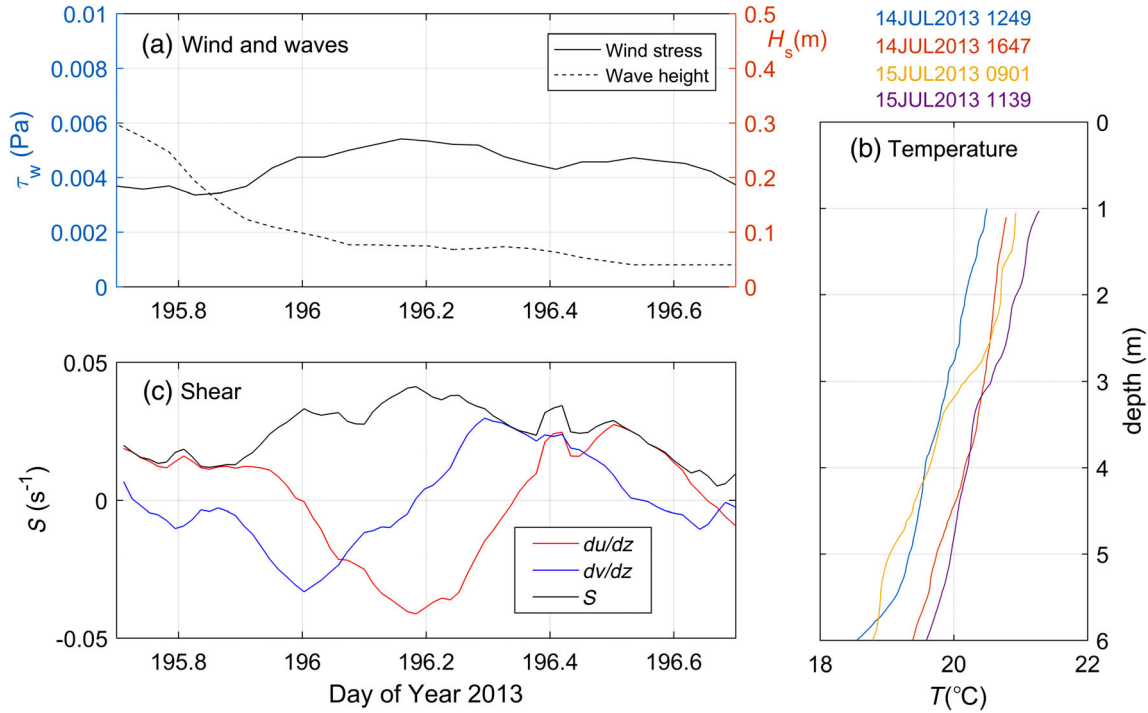 (a) Wind and waves
Wind stress
Wave height
τw (Pa)
0.01
0.008
0.006
0.004
0.002
0
Hs(m)
0.5
0.4
0.3
0.2
0.1
0
195.8 196 196.2 196.4 196.6
14JUL2013 1249
14JUL2013 1647
15JUL2013 0901
15JUL2013 1139
(b) Temperature
0
1
2
3
4
5
6
depth (m)
18 20 22
T(°C)
(c) Shear
S (s-1)
0.05
0
-0.05
du/dz
dv/dz
S
195.8 196 196.2 196.4 196.6
Day of Year 2013